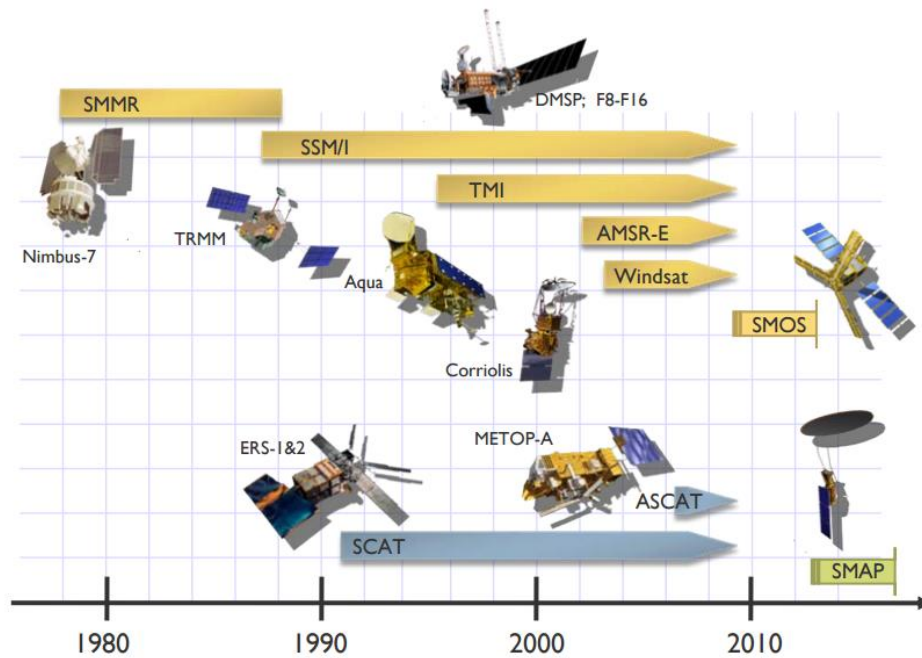 DMSP; F8-F16
SMMR
SSM/I
TMI
TRMM
AMSR-E
Nimbus-7
Aqua
Windsat
SMOS
Corriolis
METOP-A
ERS-1&2
ASCAT
SCAT
SMAP
1980
1990
2000
2010